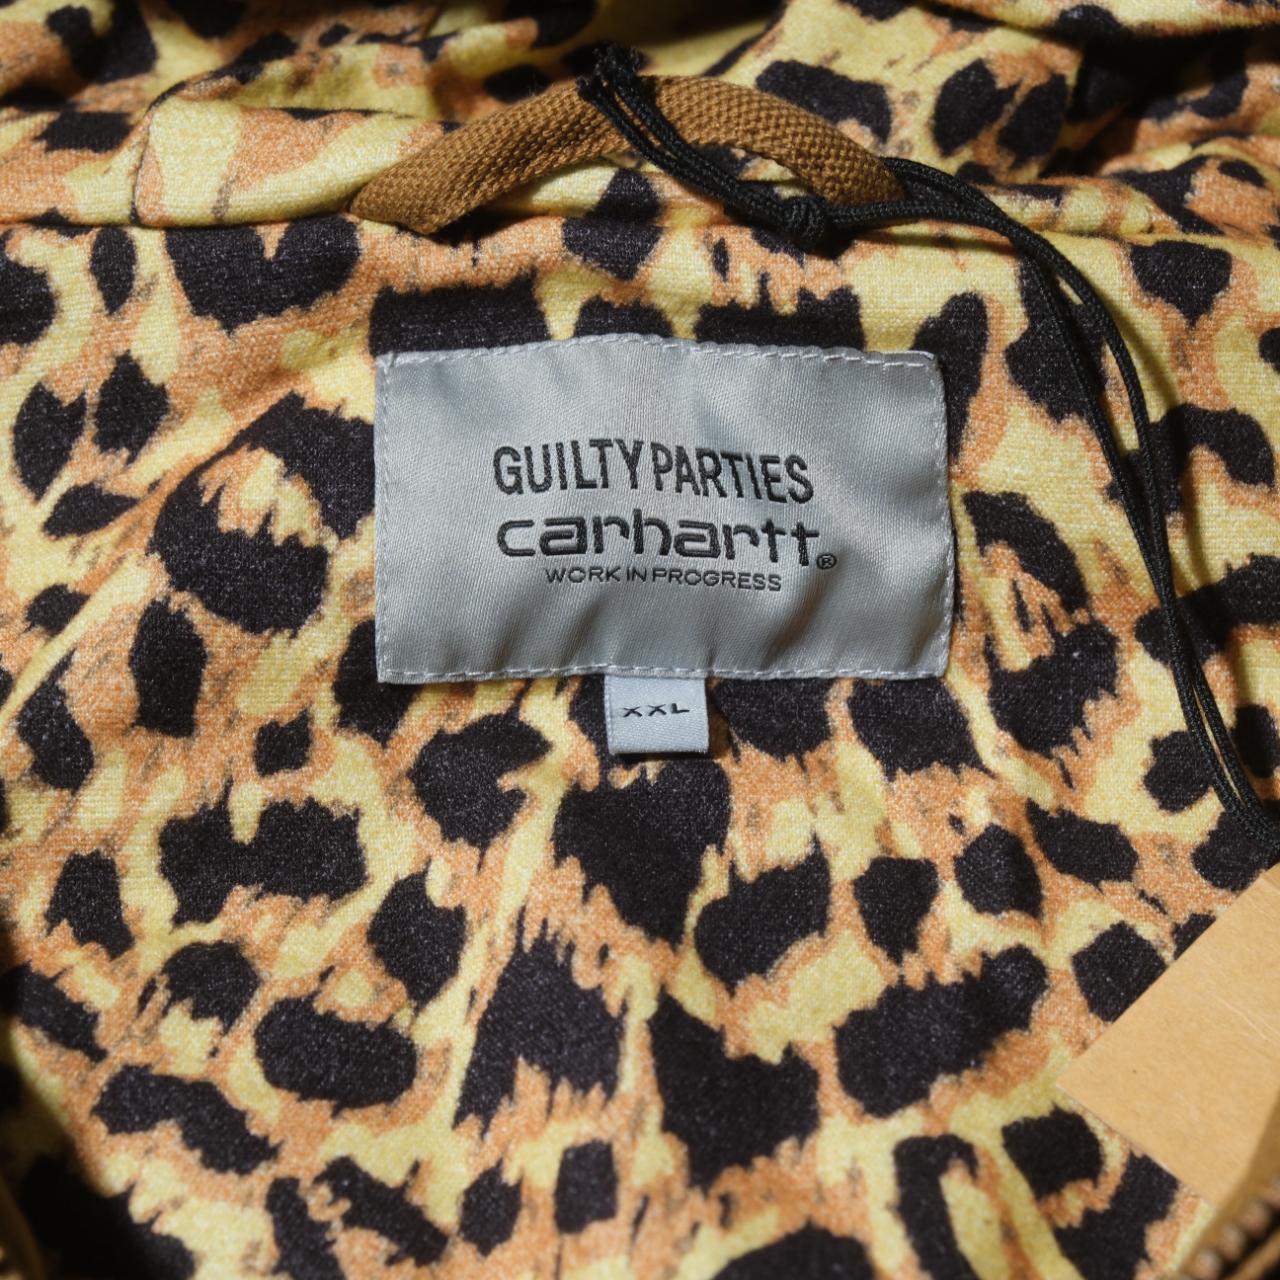 GUILTY PARTIES
carhartt®
WORK IN PROGRESS
XXL